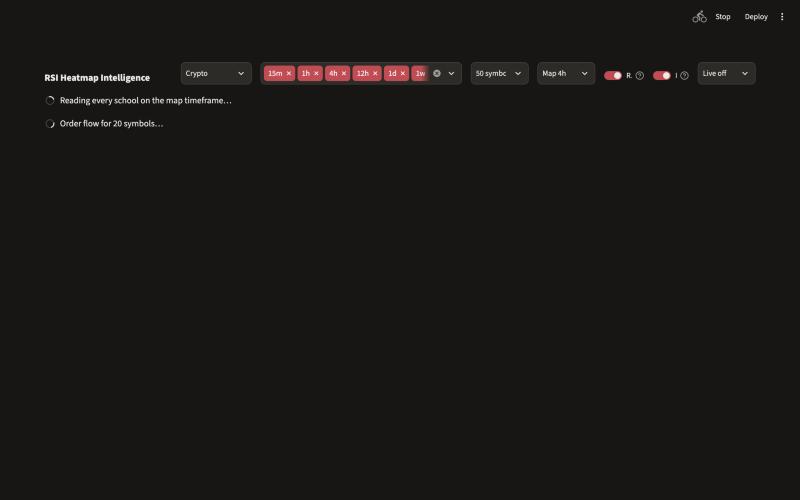 Stop Deploy
RSI Heatmap Intelligence Crypto 15m 1h 4h 12h 1d 1w 50 symbc Map 4h R. I Live off
Reading every school on the map timeframe…
Order flow for 20 symbols…